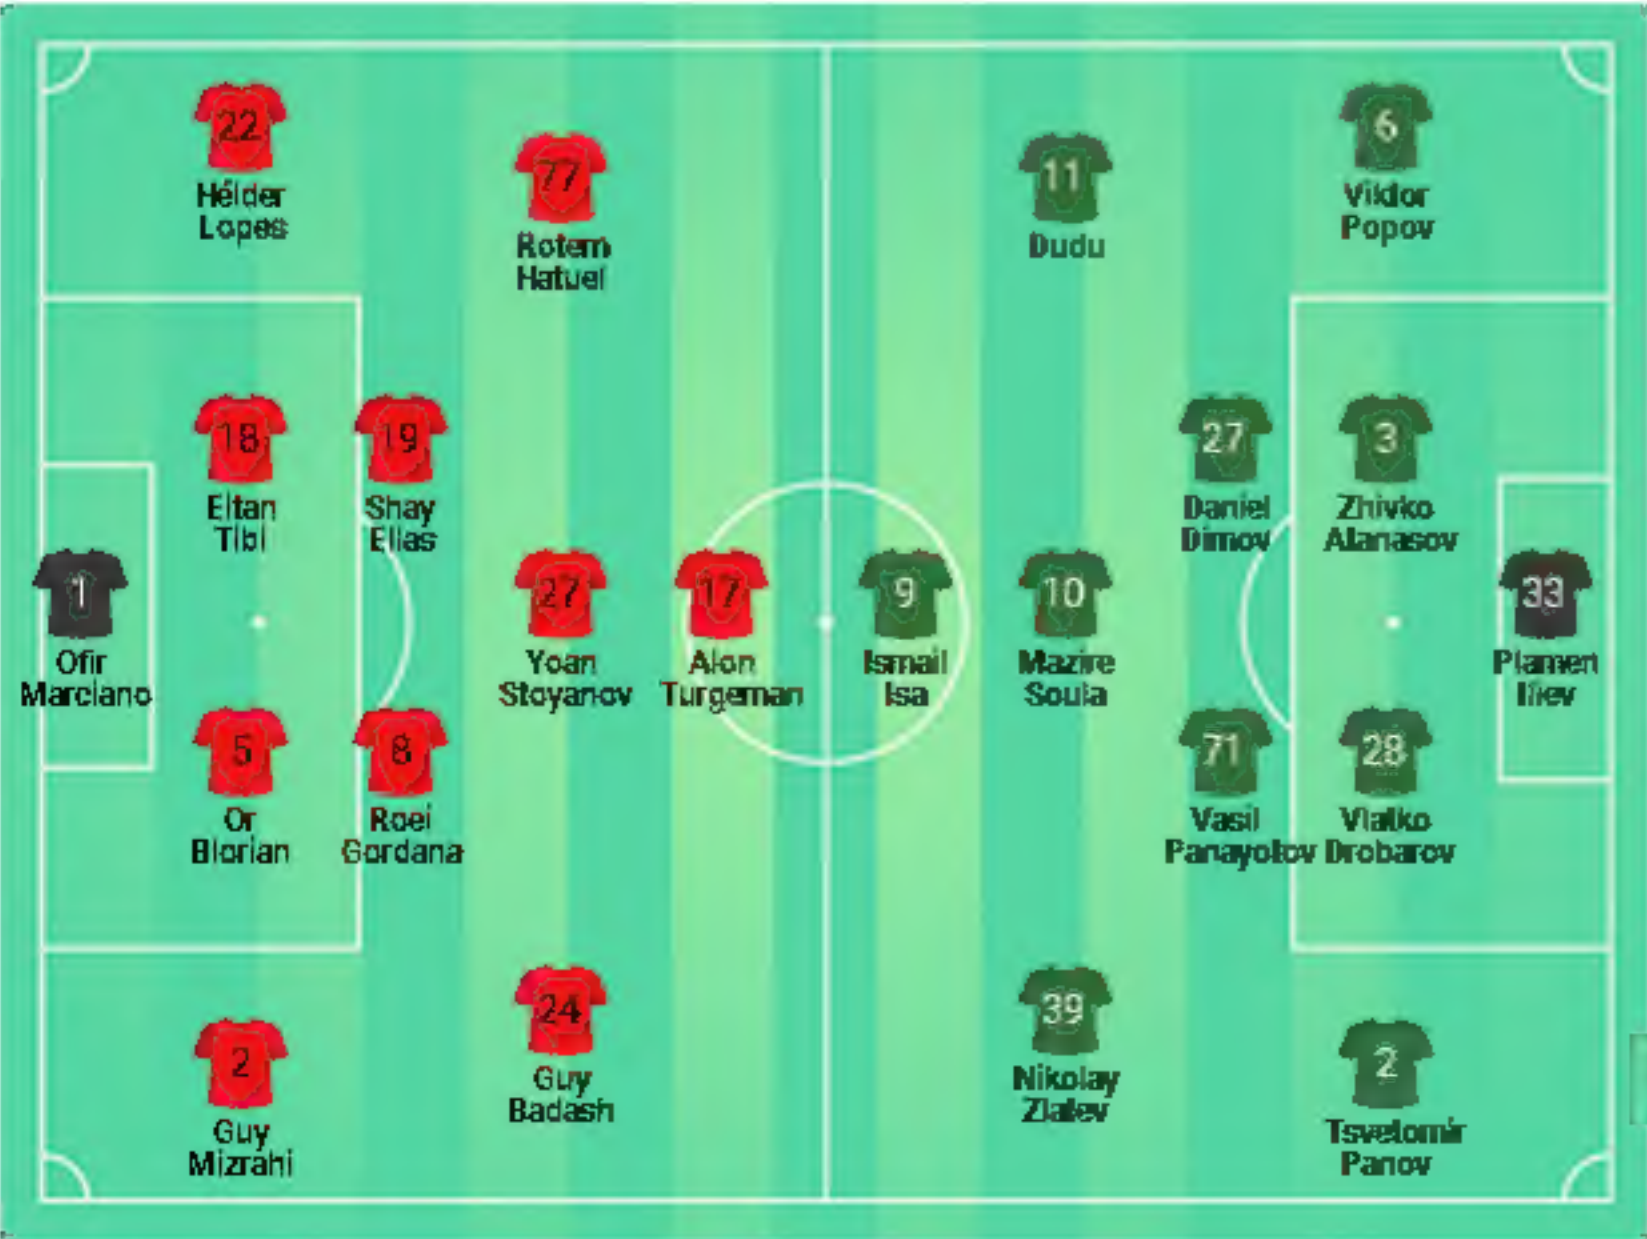 22
Hélder
Lopes
77
Rotem
Hatuel
11
Dudu
6
Viktor
Popov
18
Eitan
Tibi
19
Shay
Elias
27
Daniel
Dimov
3
Zhivko
Atanasov
1
Ofir
Marciano
27
Yoan
Stoyanov
17
Alon
Turgeman
9
Ismail
Isa
10
Mazire
Soula
33
Plamen
Iliev
5
Or
Blorian
8
Roei
Gordana
71
Vasil
Panayotov
28
Vlatko
Drobarov
2
Guy
Mizrahi
24
Guy
Badash
39
Nikolay
Zlatev
2
Tsvetomir
Panov